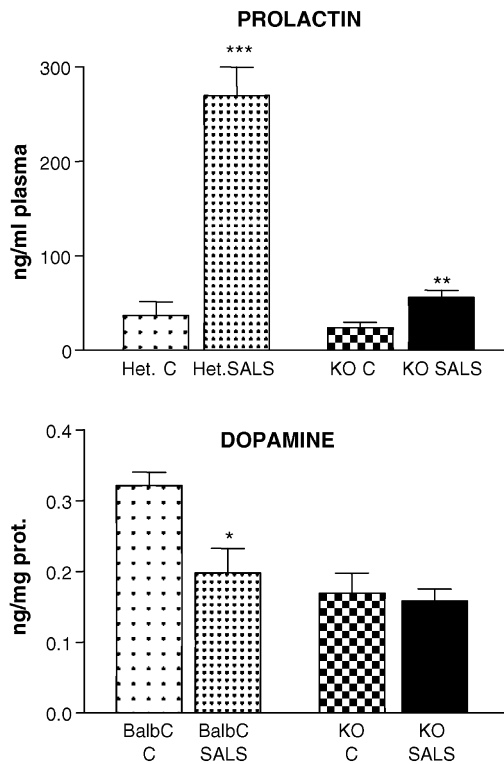 PROLACTIN
***
300
200
100
0
ng/ml plasma
**
Het. C Het.SALS KO C KO SALS
DOPAMINE
0.4
0.3
0.2
0.1
0.0
ng/mg prot.
*
BalbC BalbC KO KO
C SALS C SALS